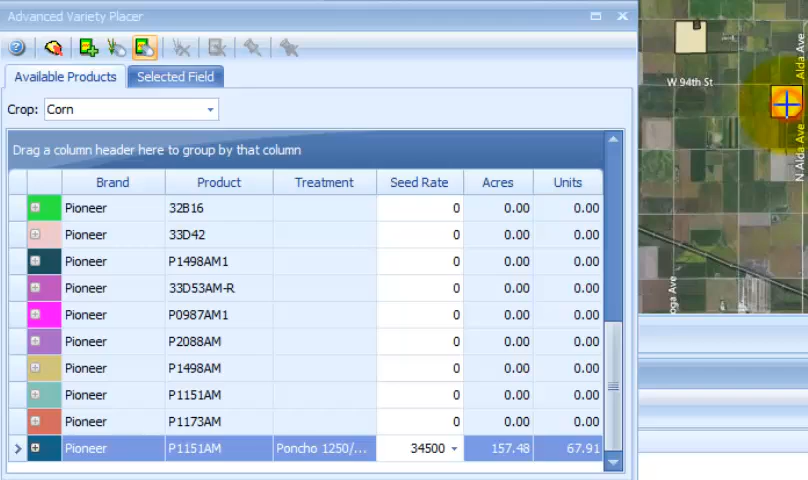 Advanced Variety Placer
Available Products
Selected Field
Crop: Corn
Drag a column header here to group by that column
Brand Product Treatment Seed Rate Acres Units
Pioneer 32B16 0 0.00 0.00
Pioneer 33D42 0 0.00 0.00
Pioneer P1498AM1 0 0.00 0.00
Pioneer 33D53AM-R 0 0.00 0.00
Pioneer P0987AM1 0 0.00 0.00
Pioneer P2088AM 0 0.00 0.00
Pioneer P1498AM 0 0.00 0.00
Pioneer P1151AM 0 0.00 0.00
Pioneer P1173AM 0 0.00 0.00
Pioneer P1151AM Poncho 1250/... 34500 157.48 67.91
W 94th St
Alda Ave
N Alda Ave
oga Ave